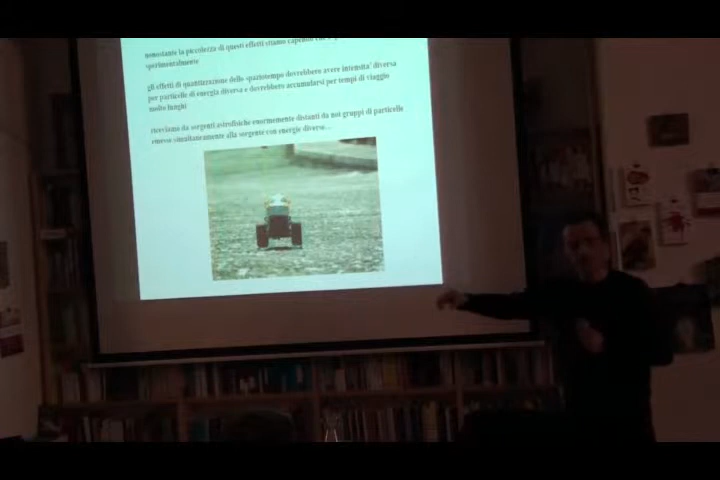 nonostante la piccolezza di questi effetti stiamo capendo
sperimentalmente
gli effetti di quantizzazione dello spaziotempo dovrebbero avere intensita' diversa
per particelle di energia diversa e dovrebbero accumularsi per tempi di viaggio
molto lunghi
riceviamo da sorgenti astrofisiche enormemente distanti da noi gruppi di particelle
emesse simultaneamente alla sorgente con energie diverse...